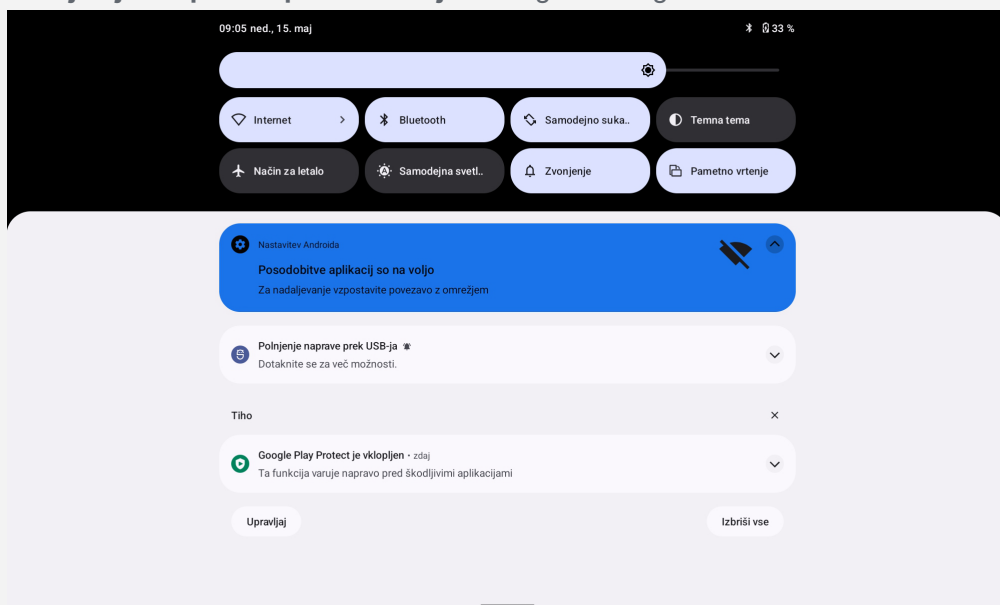 09:05 ned., 15. maj 33 %
Internet Bluetooth Samodejno suka.. Temna tema
Način za letalo Samodejna svetl.. Zvonjenje Pametno vrtenje
Nastavitev Androida
Posodobitve aplikacij so na voljo
Za nadaljevanje vzpostavite povezavo z omrežjem
Polnjenje naprave prek USB-ja
Dotaknite se za več možnosti.
Tiho
Google Play Protect je vklopljen • zdaj
Ta funkcija varuje napravo pred škodljivimi aplikacijami
Upravljaj Izbriši vse